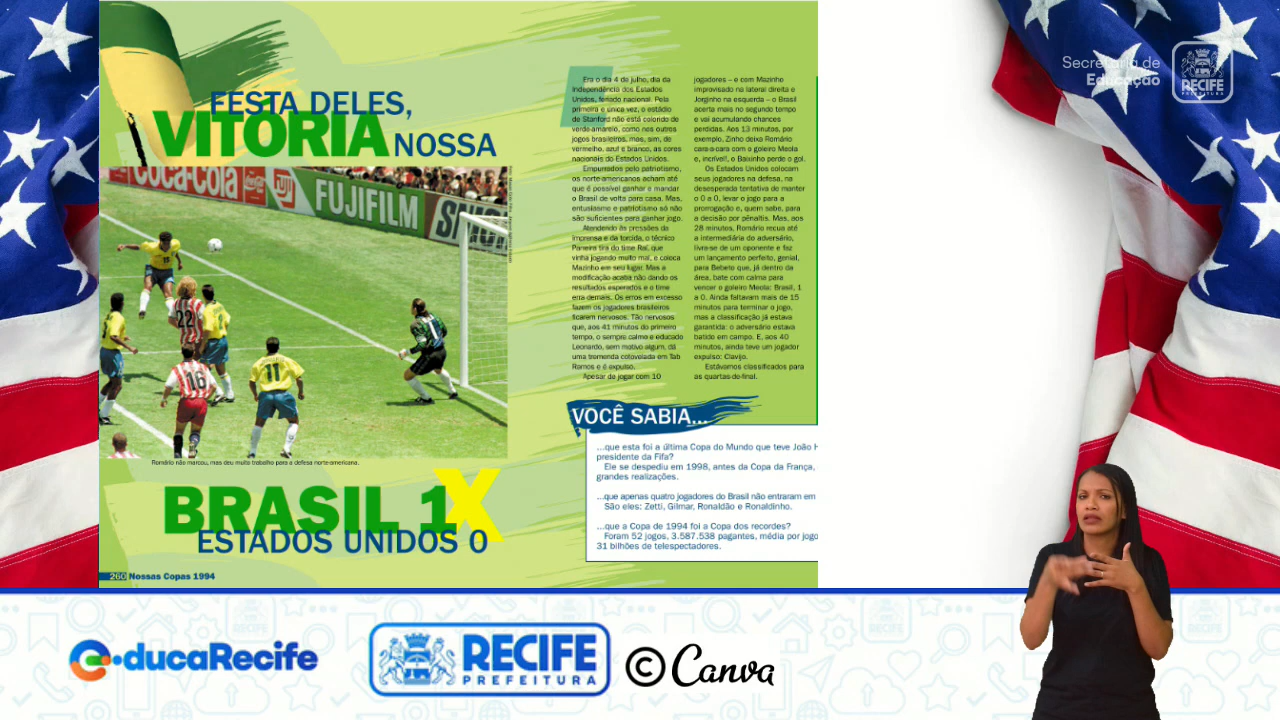 Secretaria de
Educação
RECIFE
PREFEITURA
FESTA DELES,
VITÓRIA NOSSA
Coca-Cola
FUJI
FUJIFILM
22
16
11
1
Romário não marcou, mas deu muito trabalho para a defesa norte-americana.
BRASIL 1 X
ESTADOS UNIDOS 0
260 Nossas Copas 1994
Era o dia 4 de julho, dia da
Independência dos Estados
Unidos, feriado nacional. Pela
primeira e única vez, o estádio
de Stanford não está colorido de
verde-amarelo, como nos outros
jogos brasileiros, mas, sim, de
vermelho, azul e branco, as cores
nacionais do Estados Unidos.
Empurrados pelo patriotismo,
os norte-americanos acham até
que é possível ganhar e mandar
o Brasil de volta para casa. Mas,
entusiasmo e patriotismo só não
são suficientes para ganhar jogo.
Atendendo às pressões da
imprensa e da torcida, o técnico
Parreira tira do time Raí, que
vinha jogando muito mal, e coloca
Mazinho em seu lugar. Mas a
modificação acaba não dando os
resultados esperados e o time
erra demais. Os erros em excesso
fazem os jogadores brasileiros
ficarem nervosos. Tão nervosos
que, aos 41 minutos do primeiro
tempo, o sempre calmo e educado
Leonardo, sem motivo algum, dá
uma tremenda cotovelada em Tab
Ramos e é expulso.
Apesar de jogar com 10
jogadores – e com Mazinho
improvisado na lateral direita e
Jorginho na esquerda – o Brasil
acerta mais no segundo tempo
e vai acumulando chances
perdidas. Aos 13 minutos, por
exemplo, Zinho deixa Romário
cara-a-cara com o goleiro Meola
e, incrível!, o Baixinho perde o gol.
Os Estados Unidos colocam
seus jogadores na defesa, na
desesperada tentativa de manter
o 0 a 0, levar o jogo para a
prorrogação e, quem sabe, para
a decisão por pênaltis. Mas, aos
28 minutos, Romário recua até
a intermediária do adversário,
livra-se de um oponente e faz
um lançamento perfeito, genial,
para Bebeto que, já dentro da
área, bate com calma para
vencer o goleiro Meola: Brasil, 1
a 0. Ainda faltavam mais de 15
minutos para terminar o jogo,
mas a classificação já estava
garantida: o adversário estava
batido em campo. E, aos 40
minutos, ainda teve um jogador
expulso: Clavijo.
Estávamos classificados para
as quartas-de-final.
VOCÊ SABIA...
...que esta foi a última Copa do Mundo que teve João H
presidente da Fifa?
Ele se despediu em 1998, antes da Copa da França,
grandes realizações.
...que apenas quatro jogadores do Brasil não entraram em
São eles: Zetti, Gilmar, Ronaldão e Ronaldinho.
...que a Copa de 1994 foi a Copa dos recordes?
Foram 52 jogos, 3.587.538 pagantes, média por jogo
31 bilhões de telespectadores.
EducaRecife
RECIFE
PREFEITURA
© Canva